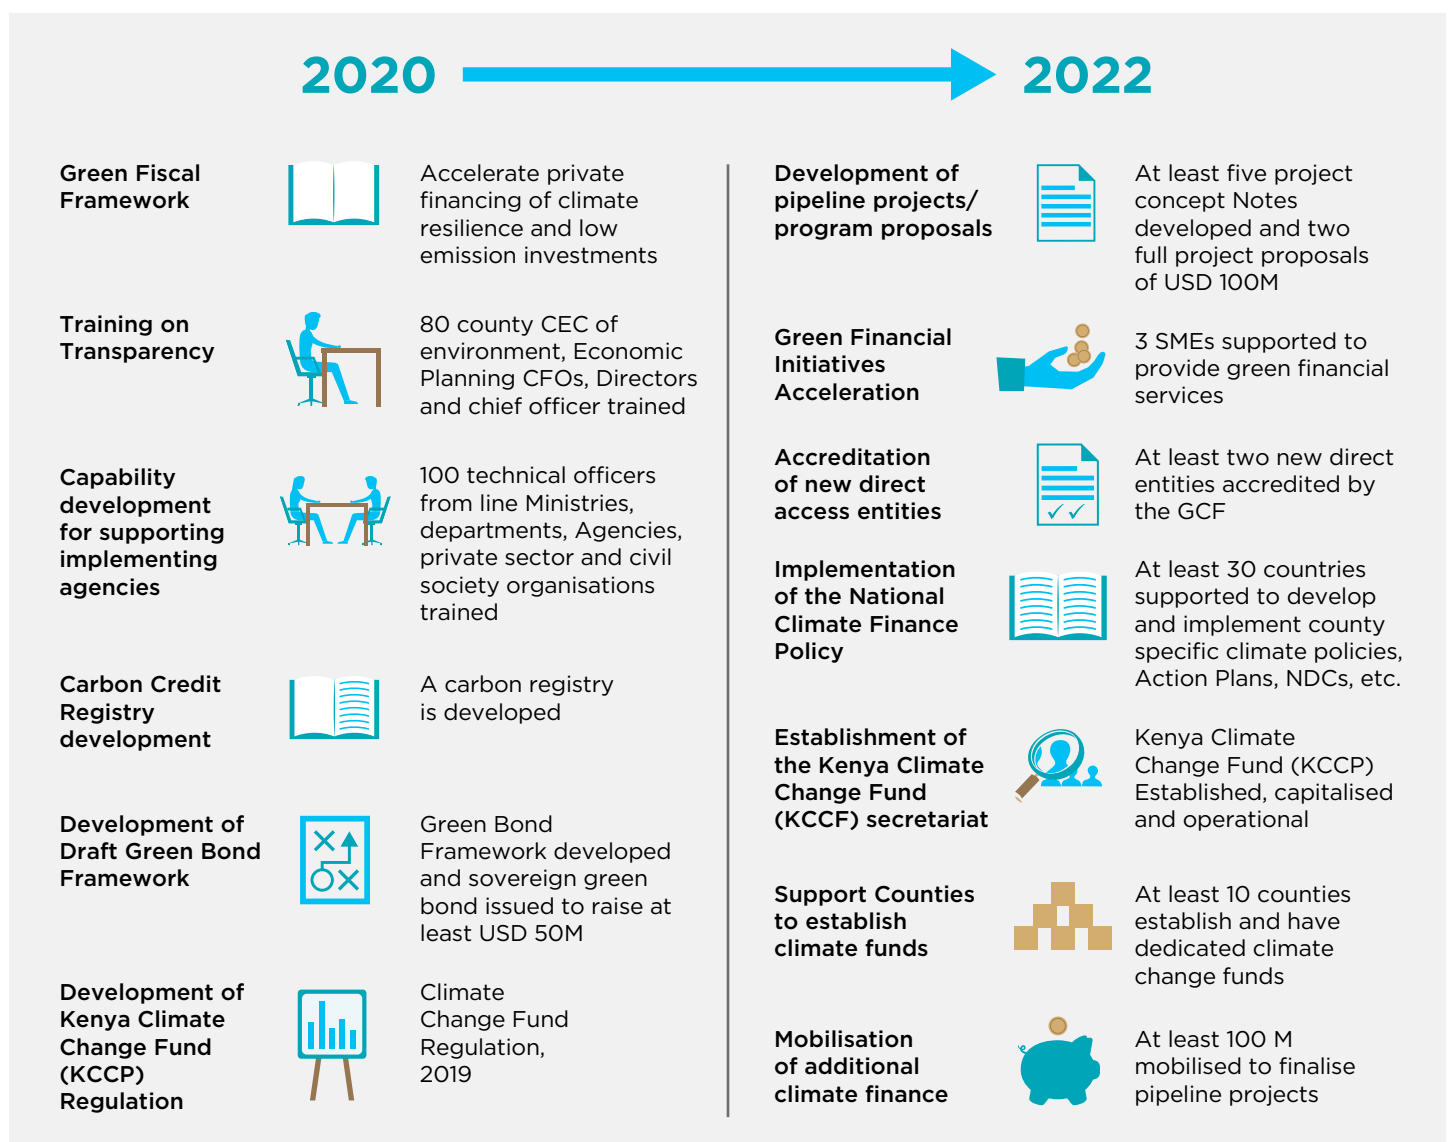 2020
2022
Green Fiscal
Framework
Accelerate private
financing of climate
resilience and low
emission investments
Training on
Transparency
80 county CEC of
environment, Economic
Planning CFOs, Directors
and chief officer trained
Capability
development
for supporting
implementing
agencies
100 technical officers
from line Ministries,
departments, Agencies,
private sector and civil
society organisations
trained
Carbon Credit
Registry
development
A carbon registry
is developed
Development of
Draft Green Bond
Framework
Green Bond
Framework developed
and sovereign green
bond issued to raise at
least USD 50M
Development of
Kenya Climate
Change Fund
(KCCP)
Regulation
Climate
Change Fund
Regulation,
2019
Development of
pipeline projects/
program proposals
At least five project
concept Notes
developed and two
full project proposals
of USD 100M
Green Financial
Initiatives
Acceleration
3 SMEs supported to
provide green financial
services
Accreditation
of new direct
access entities
At least two new direct
entities accredited by
the GCF
Implementation
of the National
Climate Finance
Policy
At least 30 countries
supported to develop
and implement county
specific climate policies,
Action Plans, NDCs, etc.
Establishment of
the Kenya Climate
Change Fund
(KCCF) secretariat
Kenya Climate
Change Fund (KCCP)
Established, capitalised
and operational
Support Counties
to establish
climate funds
At least 10 counties
establish and have
dedicated climate
change funds
Mobilisation
of additional
climate finance
At least 100 M
mobilised to finalise
pipeline projects